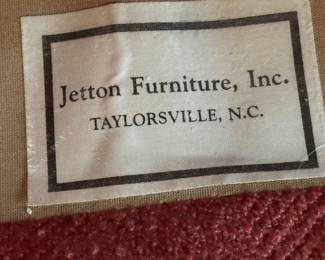 Jetton Furniture, Inc.
TAYLORSVILLE, N.C.